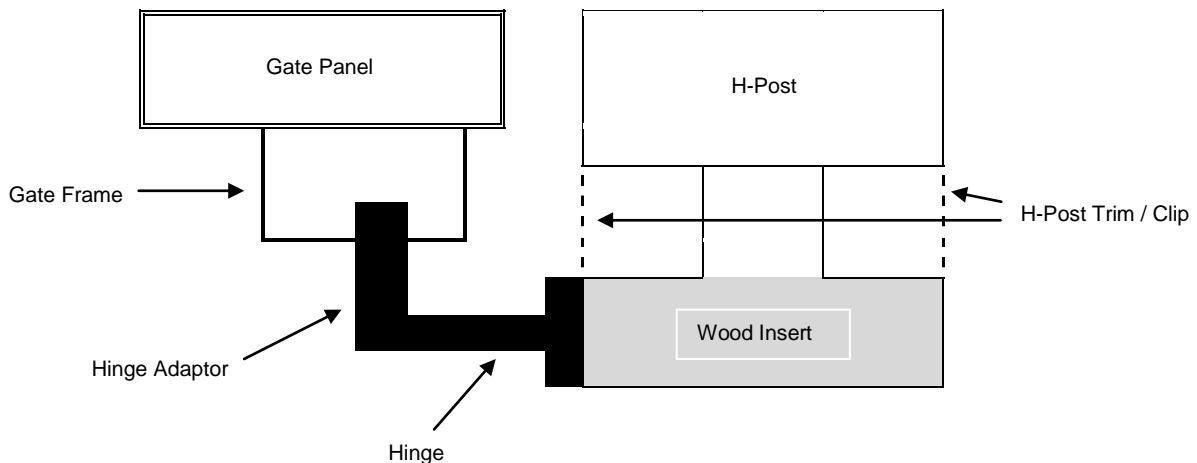 Gate Panel
H-Post
Gate Frame
H-Post Trim / Clip
Wood Insert
Hinge Adaptor
Hinge